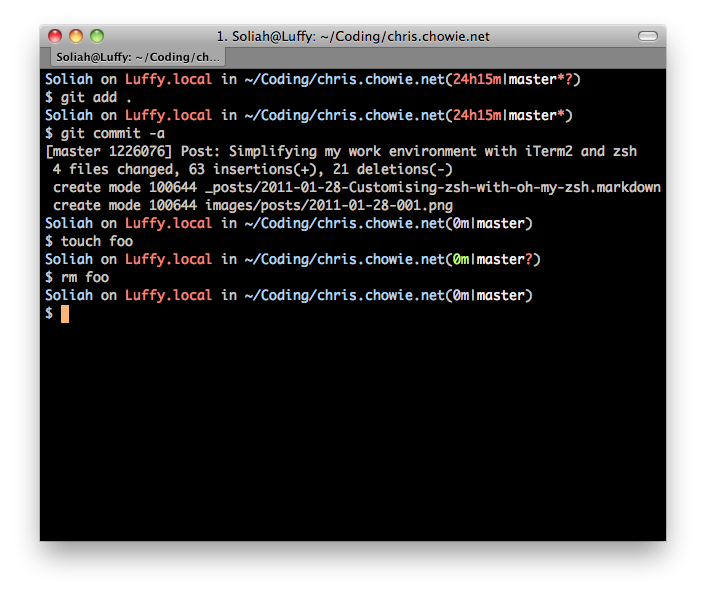 1. Soliah@Luffy: ~/Coding/chris.chowie.net
Soliah@Luffy: ~/Coding/ch...
Soliah on Luffy.local in ~/Coding/chris.chowie.net(24h15m|master*?)
$ git add .
Soliah on Luffy.local in ~/Coding/chris.chowie.net(24h15m|master*)
$ git commit -a
[master 1226076] Post: Simplifying my work environment with iTerm2 and zsh
 4 files changed, 63 insertions(+), 21 deletions(-)
 create mode 100644 _posts/2011-01-28-Customising-zsh-with-oh-my-zsh.markdown
 create mode 100644 images/posts/2011-01-28-001.png
Soliah on Luffy.local in ~/Coding/chris.chowie.net(0m|master)
$ touch foo
Soliah on Luffy.local in ~/Coding/chris.chowie.net(0m|master?)
$ rm foo
Soliah on Luffy.local in ~/Coding/chris.chowie.net(0m|master)
$